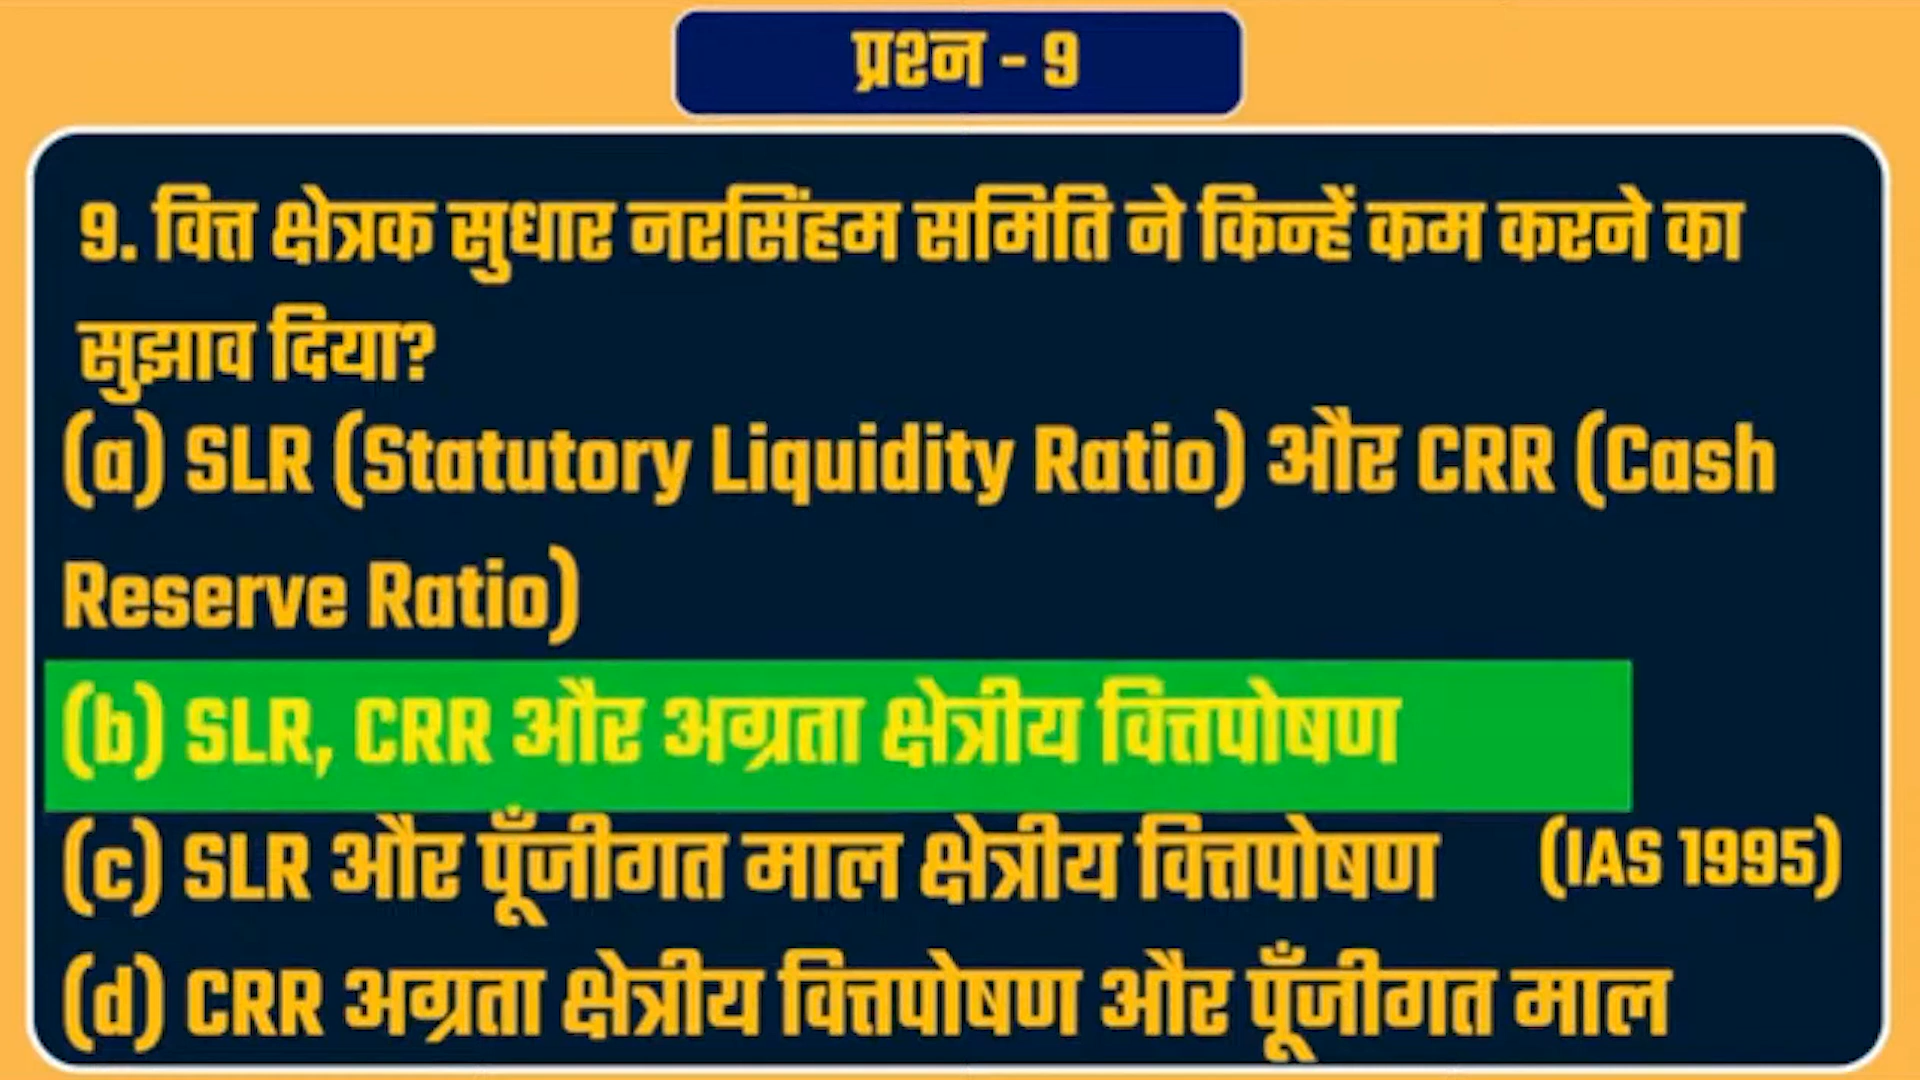 प्रश्न - 9
9. वित्त क्षेत्रक सुधार नरसिंहम समिति ने किन्हें कम करने का
सुझाव दिया?
(a) SLR (Statutory Liquidity Ratio) और CRR (Cash
Reserve Ratio)
(b) SLR, CRR और अग्रता क्षेत्रीय वित्तपोषण
(c) SLR और पूँजीगत माल क्षेत्रीय वित्तपोषण (IAS 1995)
(d) CRR अग्रता क्षेत्रीय वित्तपोषण और पूँजीगत माल